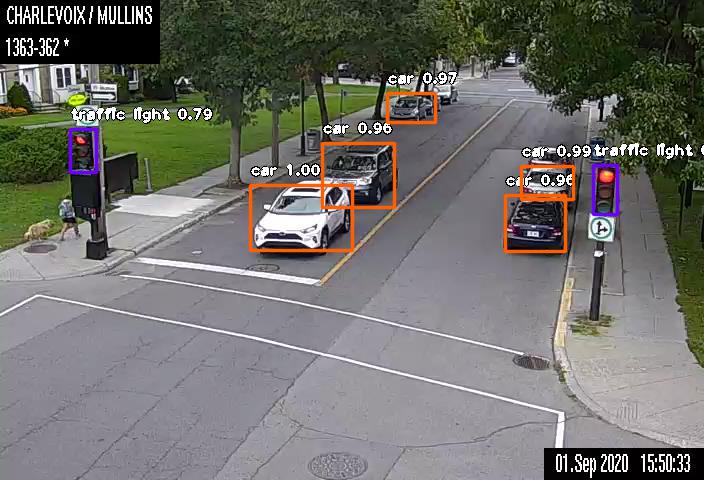 CHARLEVOIX / MULLINS
1363-362 *
car 0.97
traffic light 0.79
car 0.96
car 0.99
traffic light
car 1.00
car 0.96
01.Sep 2020 15:50:33